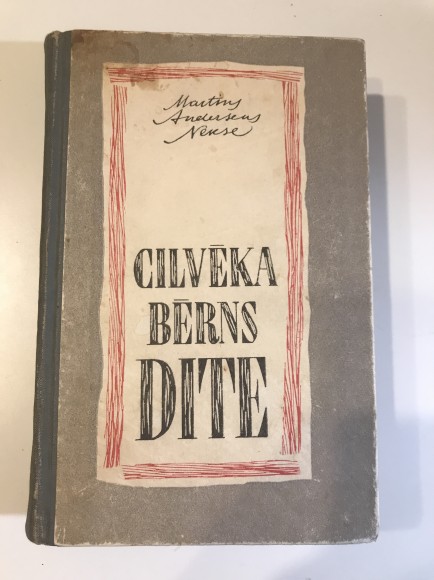 Martins
Andersens
Nekse
CILVĒKA
BĒRNS
DITE